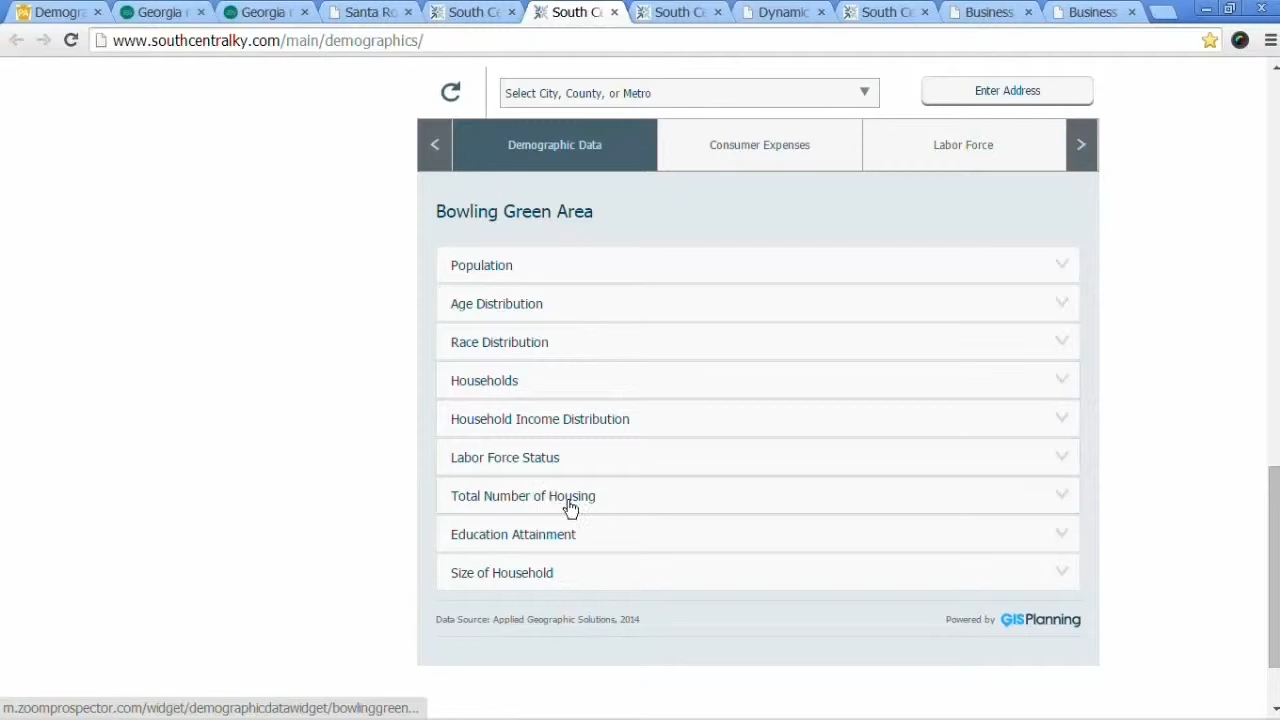 Demogra
Georgia r
Georgia r
Santa Ro
South Ce
South Ce
South Ce
Dynamic
South Ce
Business
Business
www.southcentralky.com/main/demographics/
Select City, County, or Metro
Enter Address
<
Demographic Data
Consumer Expenses
Labor Force
>
Bowling Green Area
Population
Age Distribution
Race Distribution
Households
Household Income Distribution
Labor Force Status
Total Number of Housing
Education Attainment
Size of Household
Data Source: Applied Geographic Solutions, 2014
Powered by GISPlanning
m.zoomprospector.com/widget/demographicdatawidget/bowlinggreen...